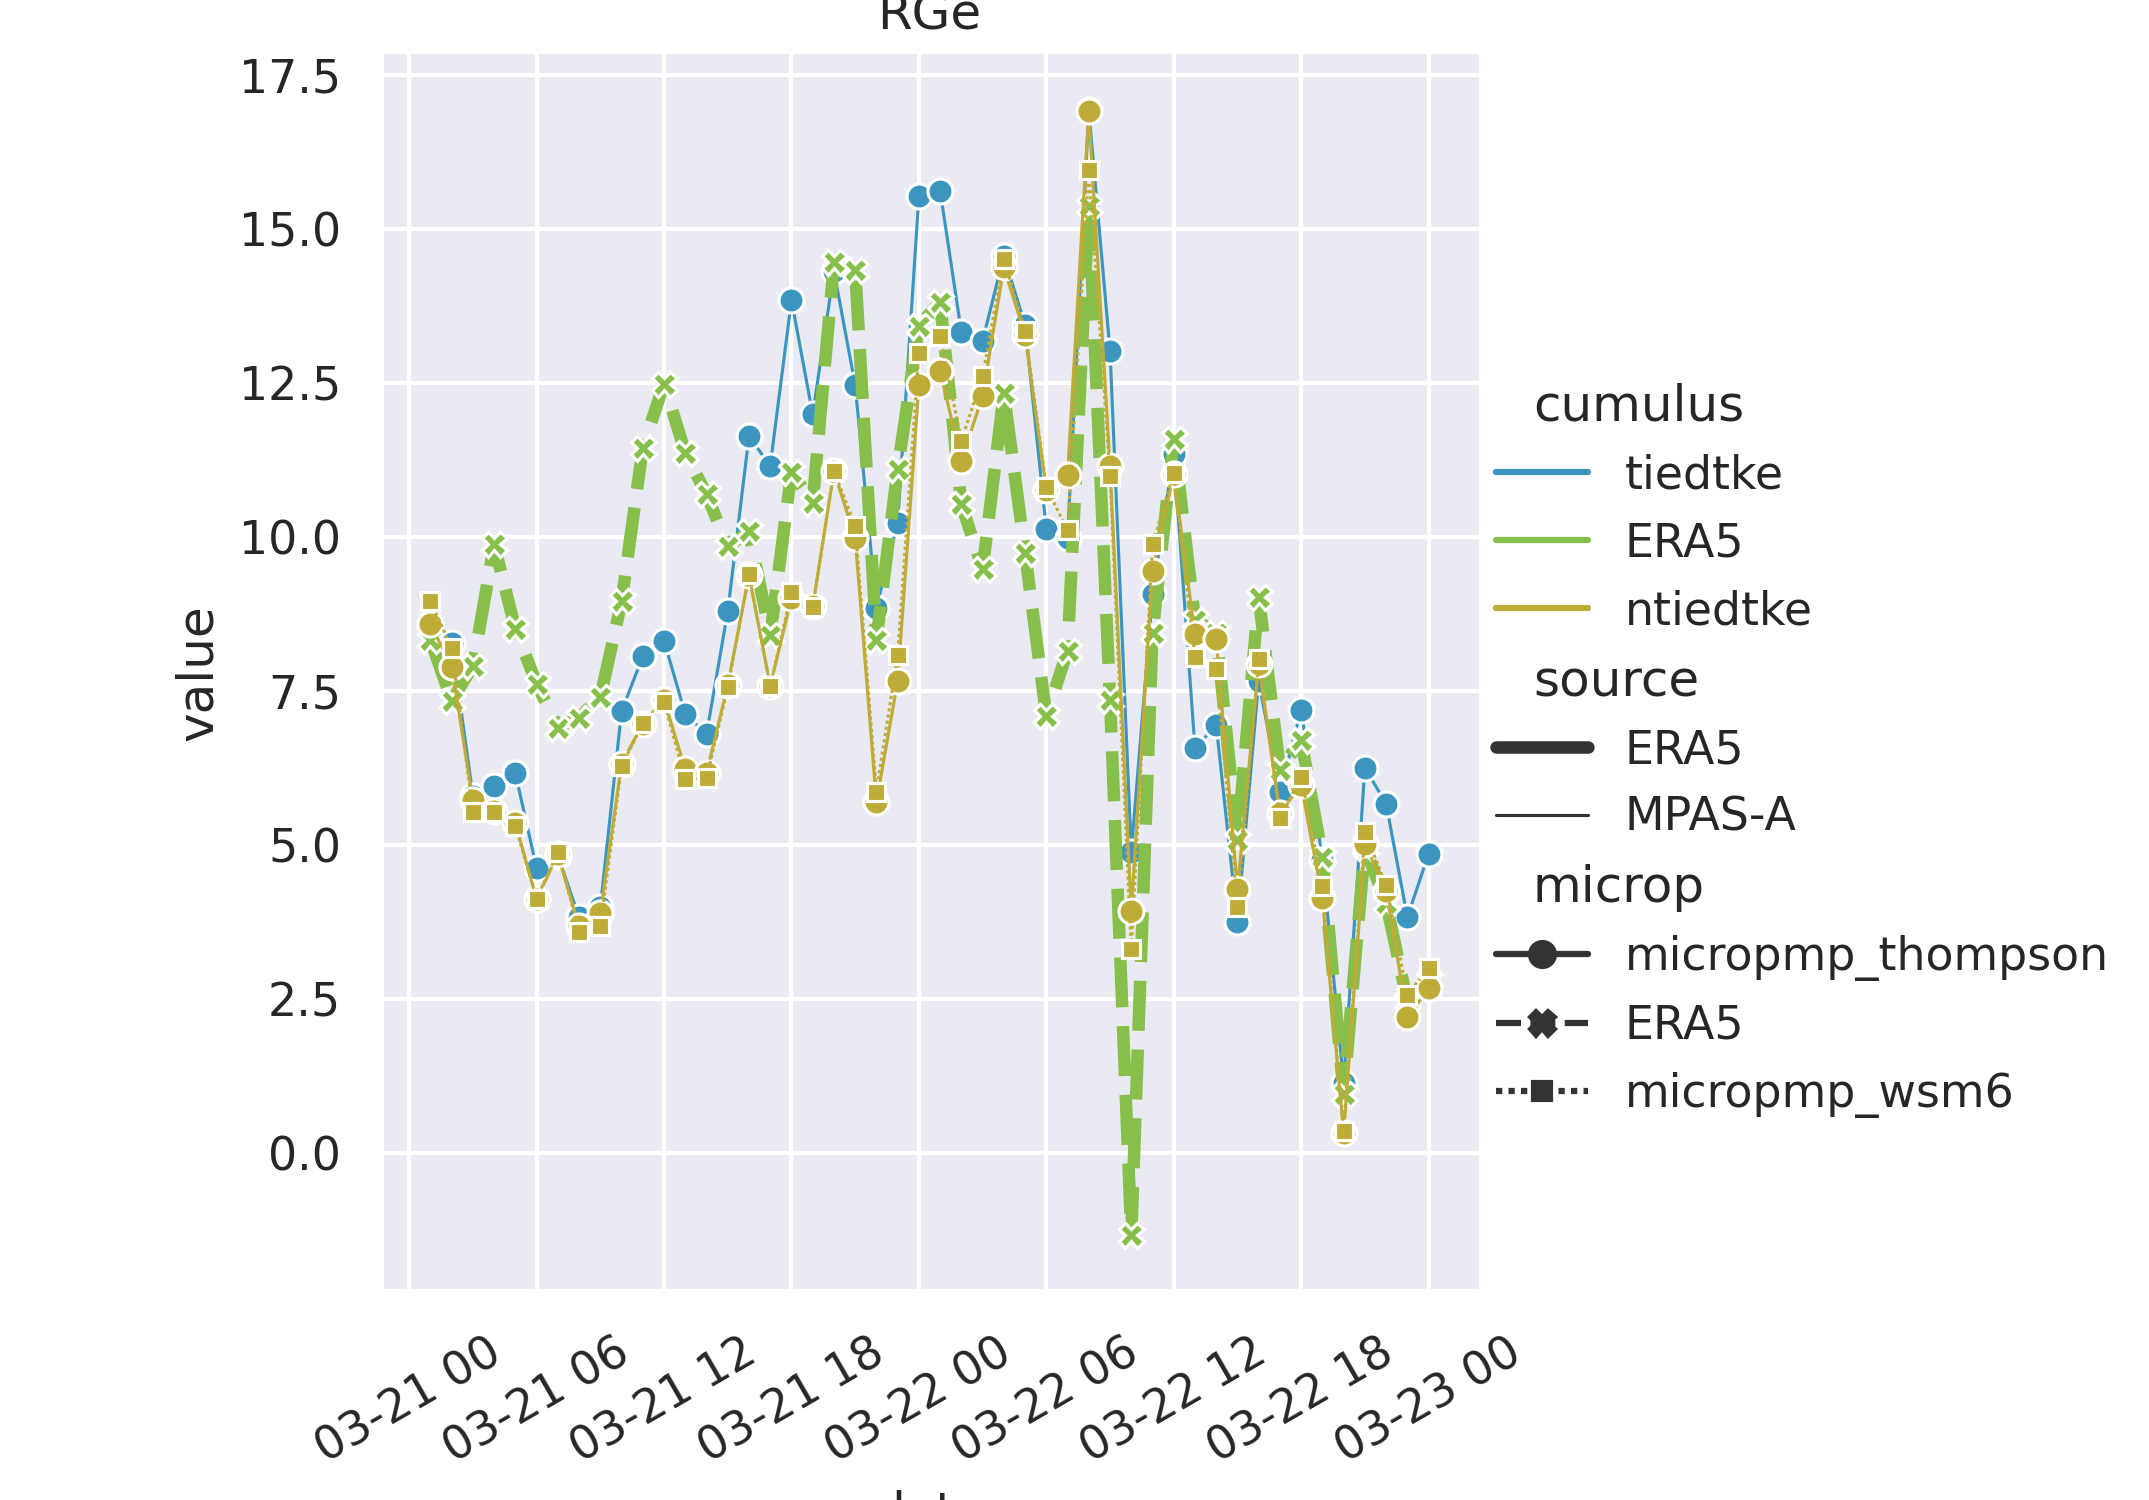 RGe
17.5
15.0
12.5
10.0
7.5
5.0
2.5
0.0
value
03-21 00
03-21 06
03-21 12
03-21 18
03-22 00
03-22 06
03-22 12
03-22 18
03-23 00
cumulus
tiedtke
ERA5
ntiedtke
source
ERA5
MPAS-A
microp
micropmp_thompson
ERA5
micropmp_wsm6